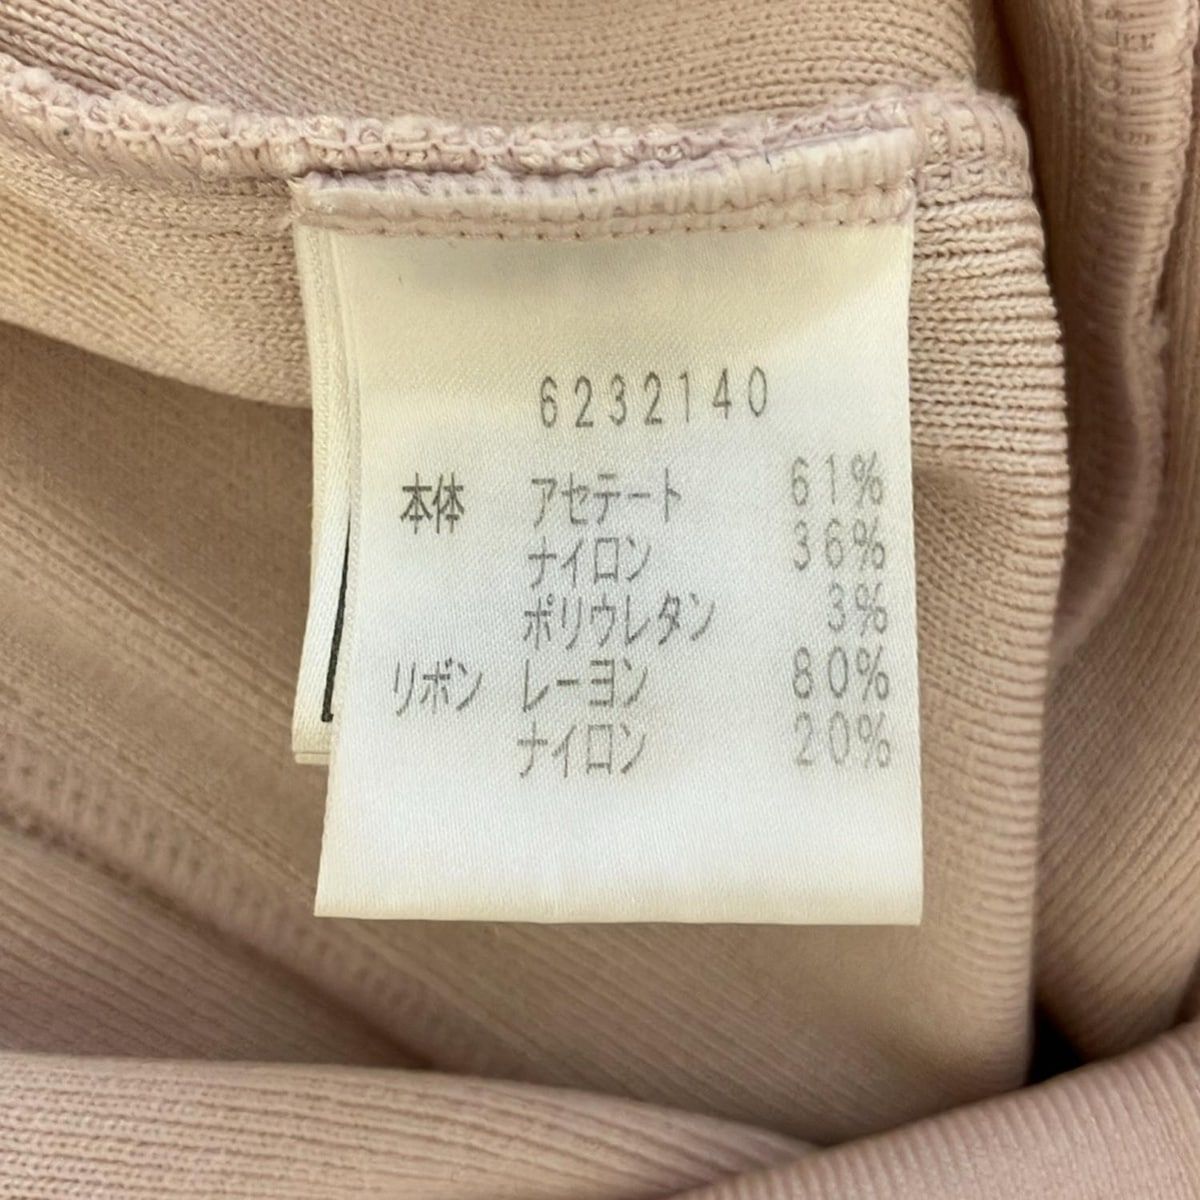 6232140
本体 アセテート 61%
ナイロン 36%
ポリウレタン 3%
リボン レーヨン 80%
ナイロン 20%